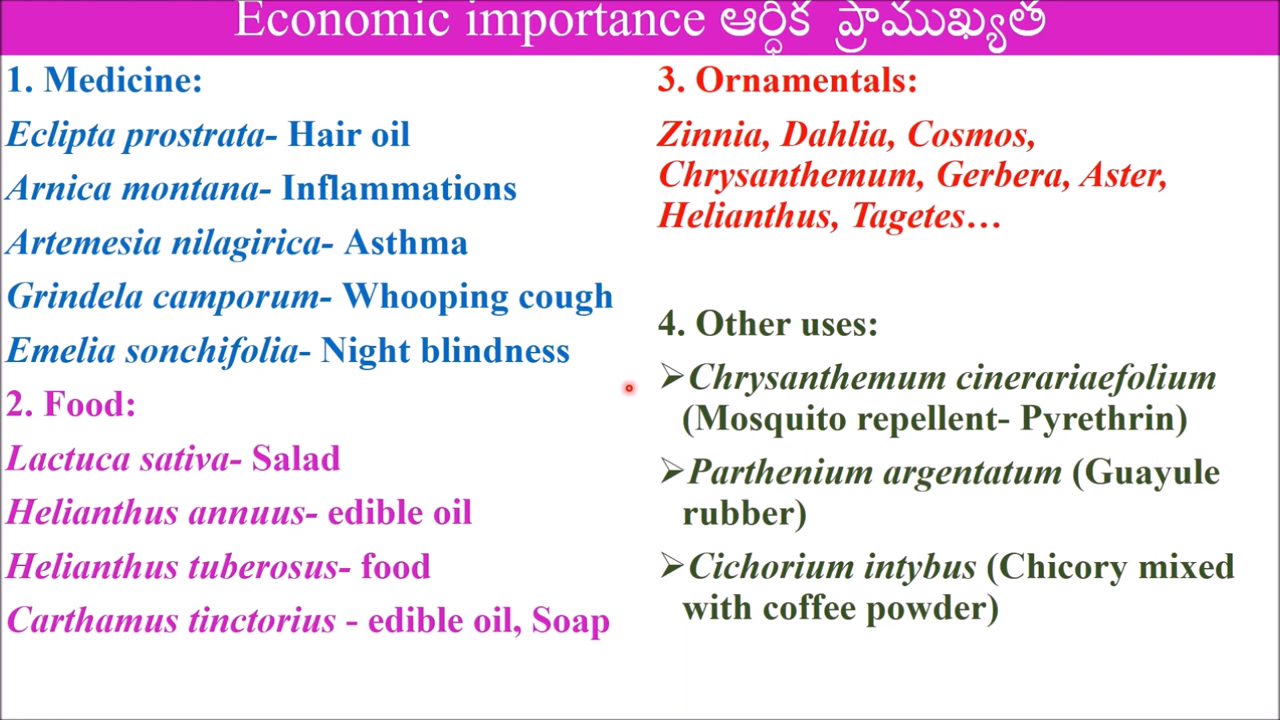 Economic importance ఆర్ధిక ప్రాముఖ్యత
1. Medicine:
Eclipta prostrata- Hair oil
Arnica montana- Inflammations
Artemesia nilagirica- Asthma
Grindela camporum- Whooping cough
Emelia sonchifolia- Night blindness
2. Food:
Lactuca sativa- Salad
Helianthus annuus- edible oil
Helianthus tuberosus- food
Carthamus tinctorius - edible oil, Soap
3. Ornamentals:
Zinnia, Dahlia, Cosmos,
Chrysanthemum, Gerbera, Aster,
Helianthus, Tagetes…
4. Other uses:
➢Chrysanthemum cinerariaefolium
(Mosquito repellent- Pyrethrin)
➢Parthenium argentatum (Guayule
rubber)
➢Cichorium intybus (Chicory mixed
with coffee powder)